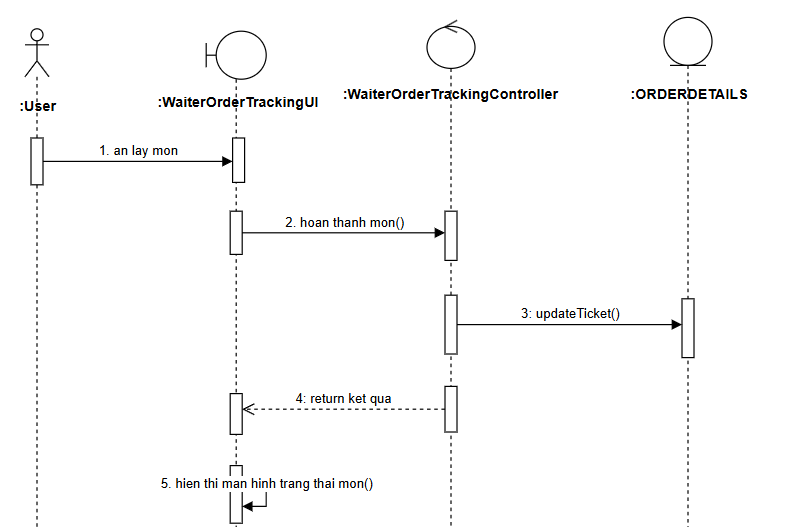 :User
:WaiterOrderTrackingUI
:WaiterOrderTrackingController
:ORDERDETAILS
1. an lay mon
2. hoan thanh mon()
3: updateTicket()
4: return ket qua
5. hien thi man hinh trang thai mon()